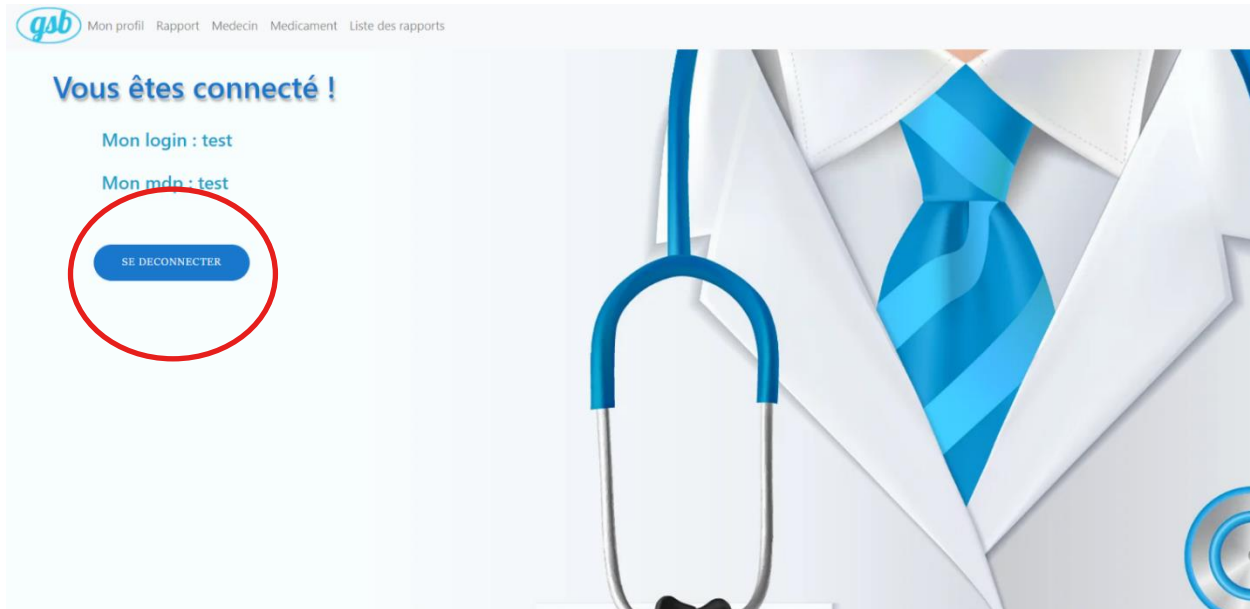 gsb Mon profil Rapport Medecin Medicament Liste des rapports
Vous êtes connecté !
Mon login : test
Mon mdp : test
SE DECONNECTER